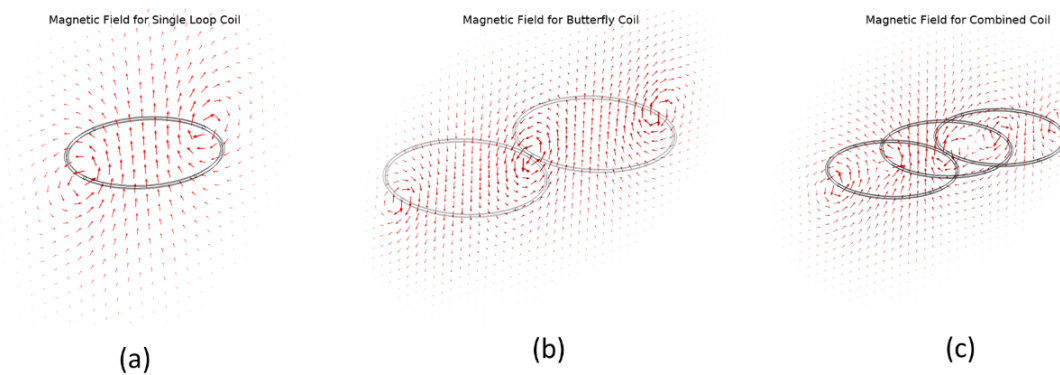 Magnetic Field for Single Loop Coil
Magnetic Field for Butterfly Coil
Magnetic Field for Combined Coil
(a)
(b)
(c)